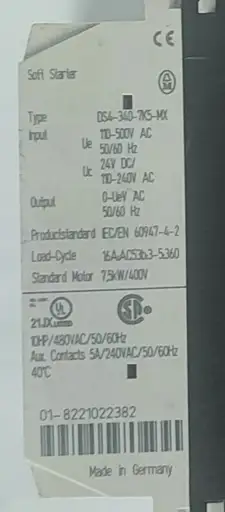 CE
Soft Starter
Type DS4-340-7K5-MX
Input Ue 110-500V AC
50/60 Hz
Uc 24V DC/
110-240V AC
Output 0-UeV AC
50/60 Hz
Productstandard IEC/EN 60947-4-2
Load-Cycle 16A:AC53b:3-5:360
Standard Motor 7,5kW/400V
UL
21JX
10HP/480VAC/50/60Hz
Aux. Contacts 5A/240VAC/50/60Hz
40°C
01-8221022382
Made in Germany